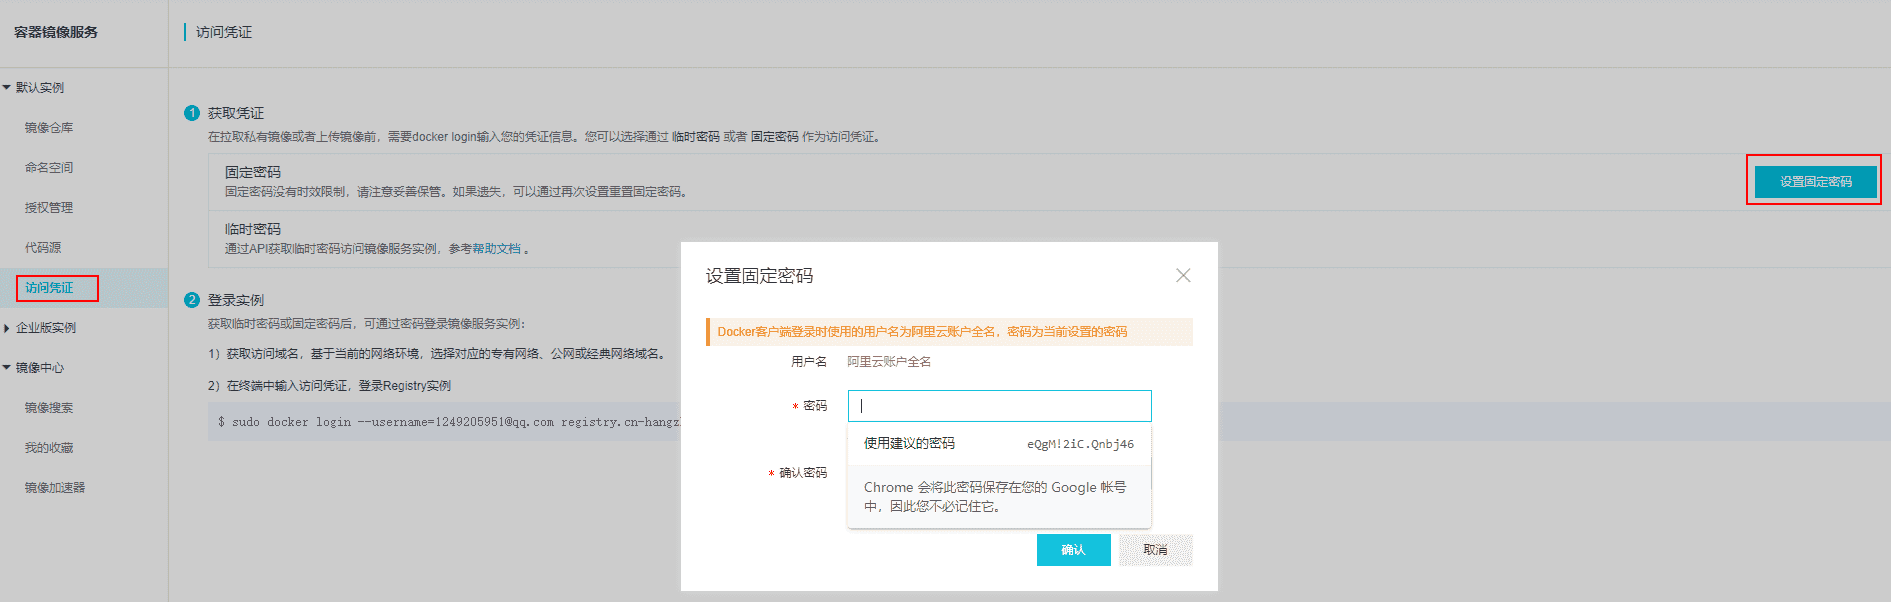 容器镜像服务
访问凭证
默认实例
镜像仓库
命名空间
授权管理
代码源
访问凭证
企业版实例
镜像中心
镜像搜索
我的收藏
镜像加速器
1 获取凭证
在拉取私有镜像或者上传镜像前，需要docker login输入您的凭证信息。您可以选择通过 临时密码 或者 固定密码 作为访问凭证。
固定密码
固定密码没有时效限制，请注意妥善保管。如果遗失，可以通过再次设置重置固定密码。
设置固定密码
临时密码
通过API获取临时密码访问镜像服务实例，参考帮助文档 。
2 登录实例
获取临时密码或固定密码后，可通过密码登录镜像服务实例：
1）获取访问域名，基于当前的网络环境，选择对应的专有网络、公网或经典网络域名。
2）在终端中输入访问凭证，登录Registry实例
$ sudo docker login --username=1249205951@qq.com registry.cn-hangz
设置固定密码
Docker客户端登录时使用的用户名为阿里云账户全名，密码为当前设置的密码
用户名 阿里云账户全名
* 密码
使用建议的密码 eQgM!2iC.Qnbj46
* 确认密码
Chrome 会将此密码保存在您的 Google 帐号
中，因此您不必记住它。
确认 取消